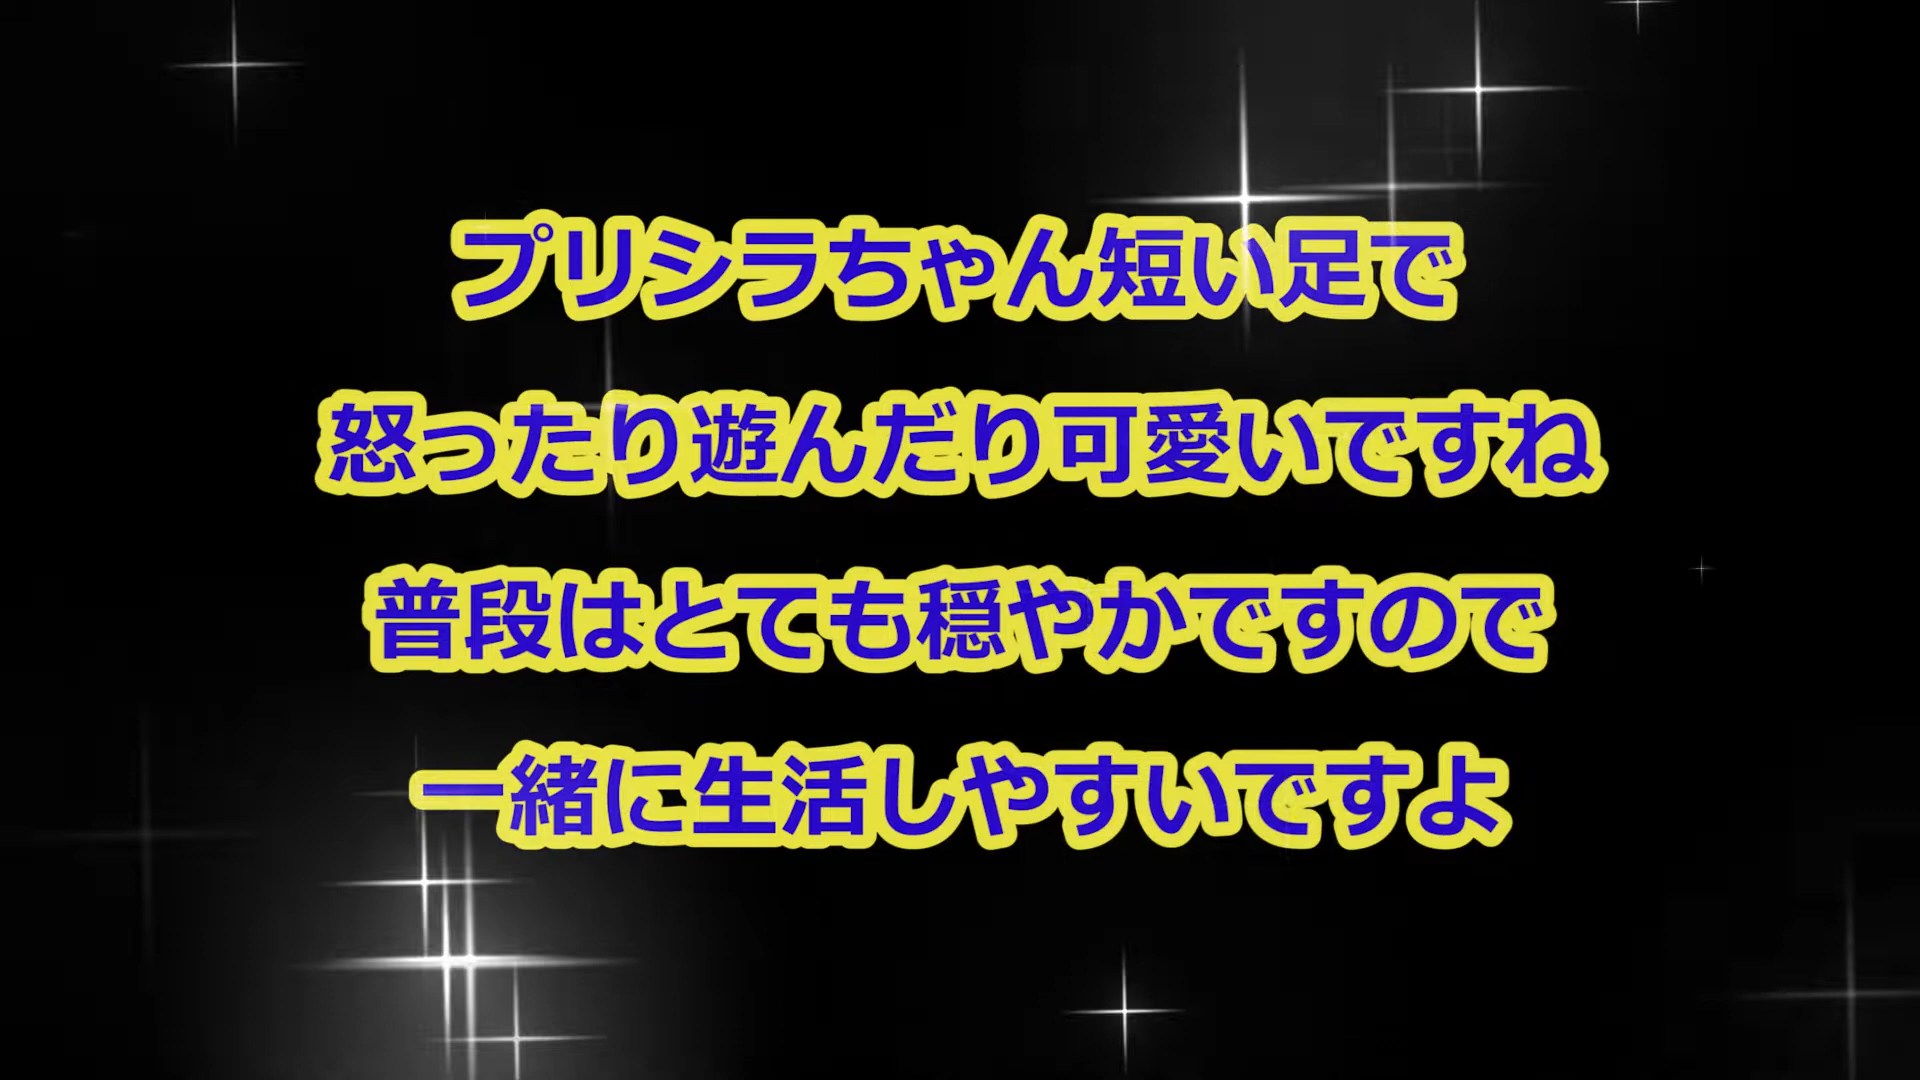 プリシラちゃん短い足で
怒ったり遊んだり可愛いですね
普段はとても穏やかですので
一緒に生活しやすいですよ